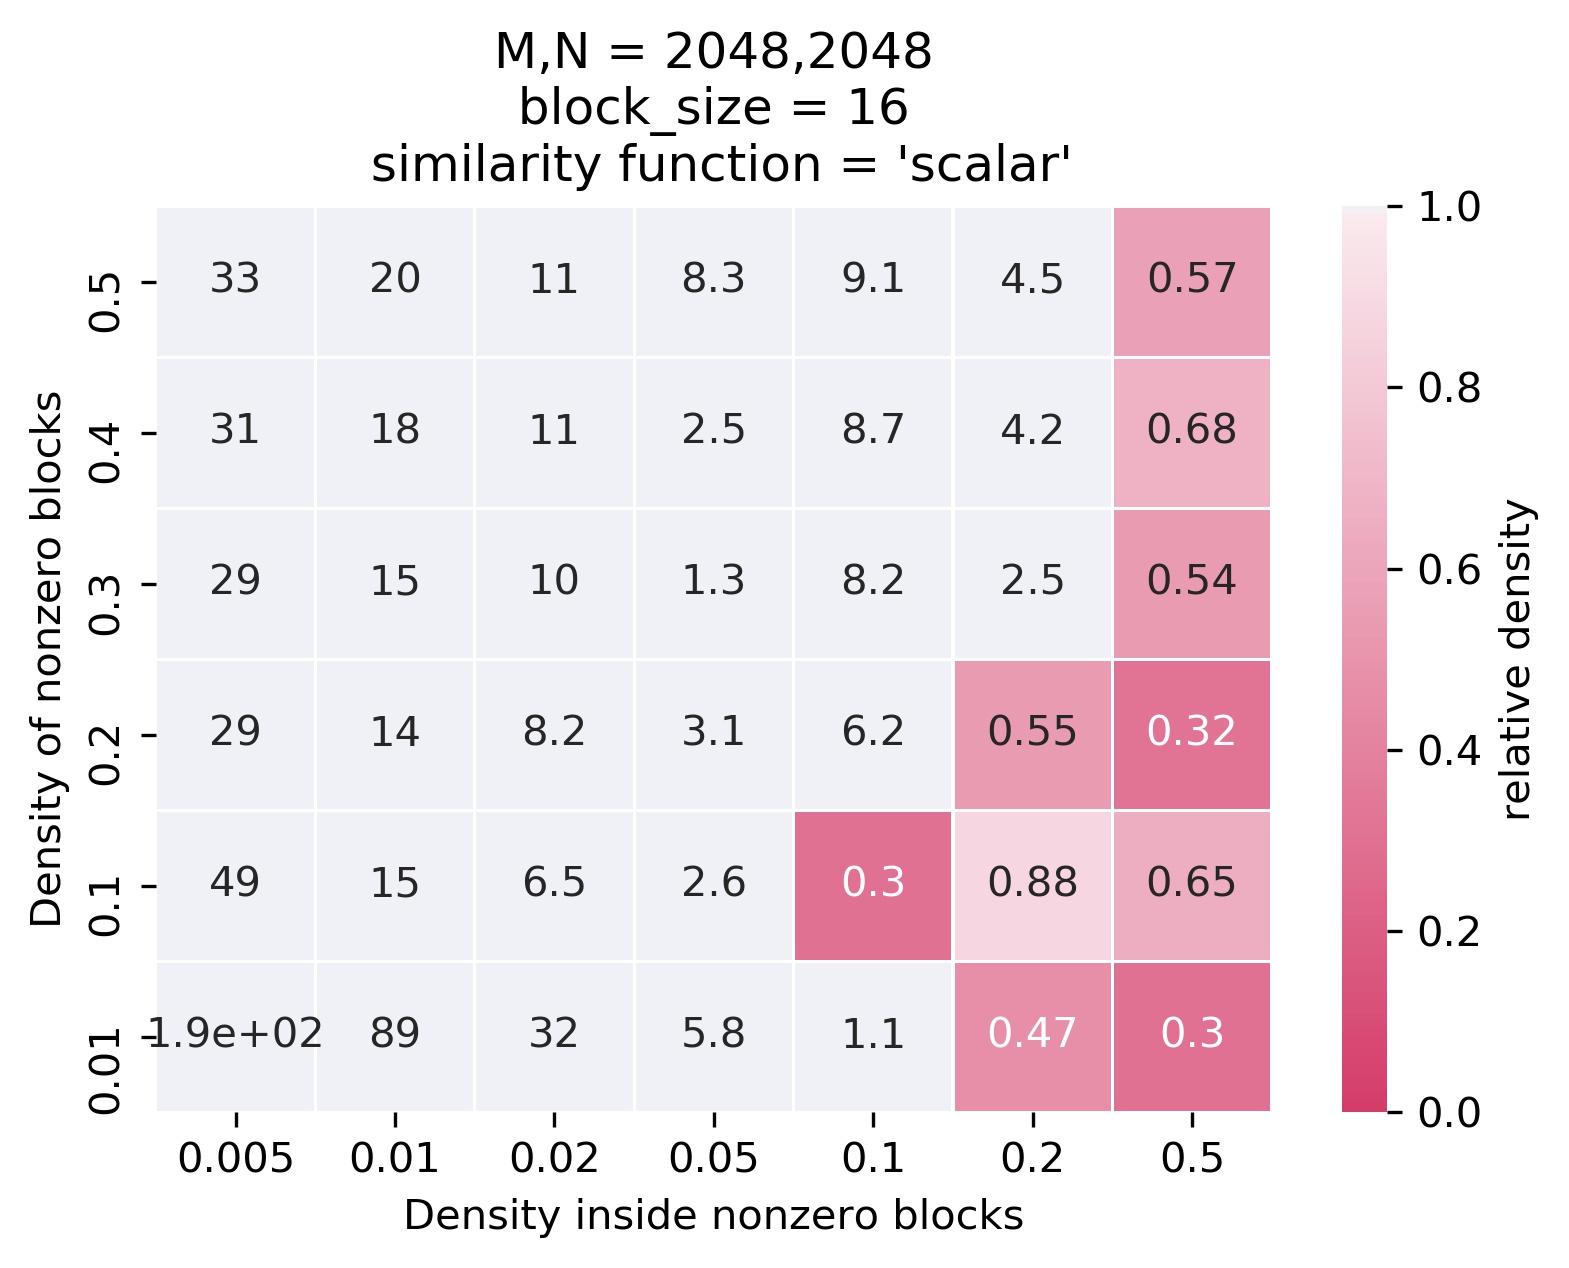 M,N = 2048,2048
block_size = 16
similarity function = 'scalar'
Density of nonzero blocks
0.5 33 20 11 8.3 9.1 4.5 0.57
0.4 31 18 11 2.5 8.7 4.2 0.68
0.3 29 15 10 1.3 8.2 2.5 0.54
0.2 29 14 8.2 3.1 6.2 0.55 0.32
0.1 49 15 6.5 2.6 0.3 0.88 0.65
0.01 1.9e+02 89 32 5.8 1.1 0.47 0.3
0.005 0.01 0.02 0.05 0.1 0.2 0.5
Density inside nonzero blocks
1.0
0.8
0.6
0.4
0.2
0.0
relative density